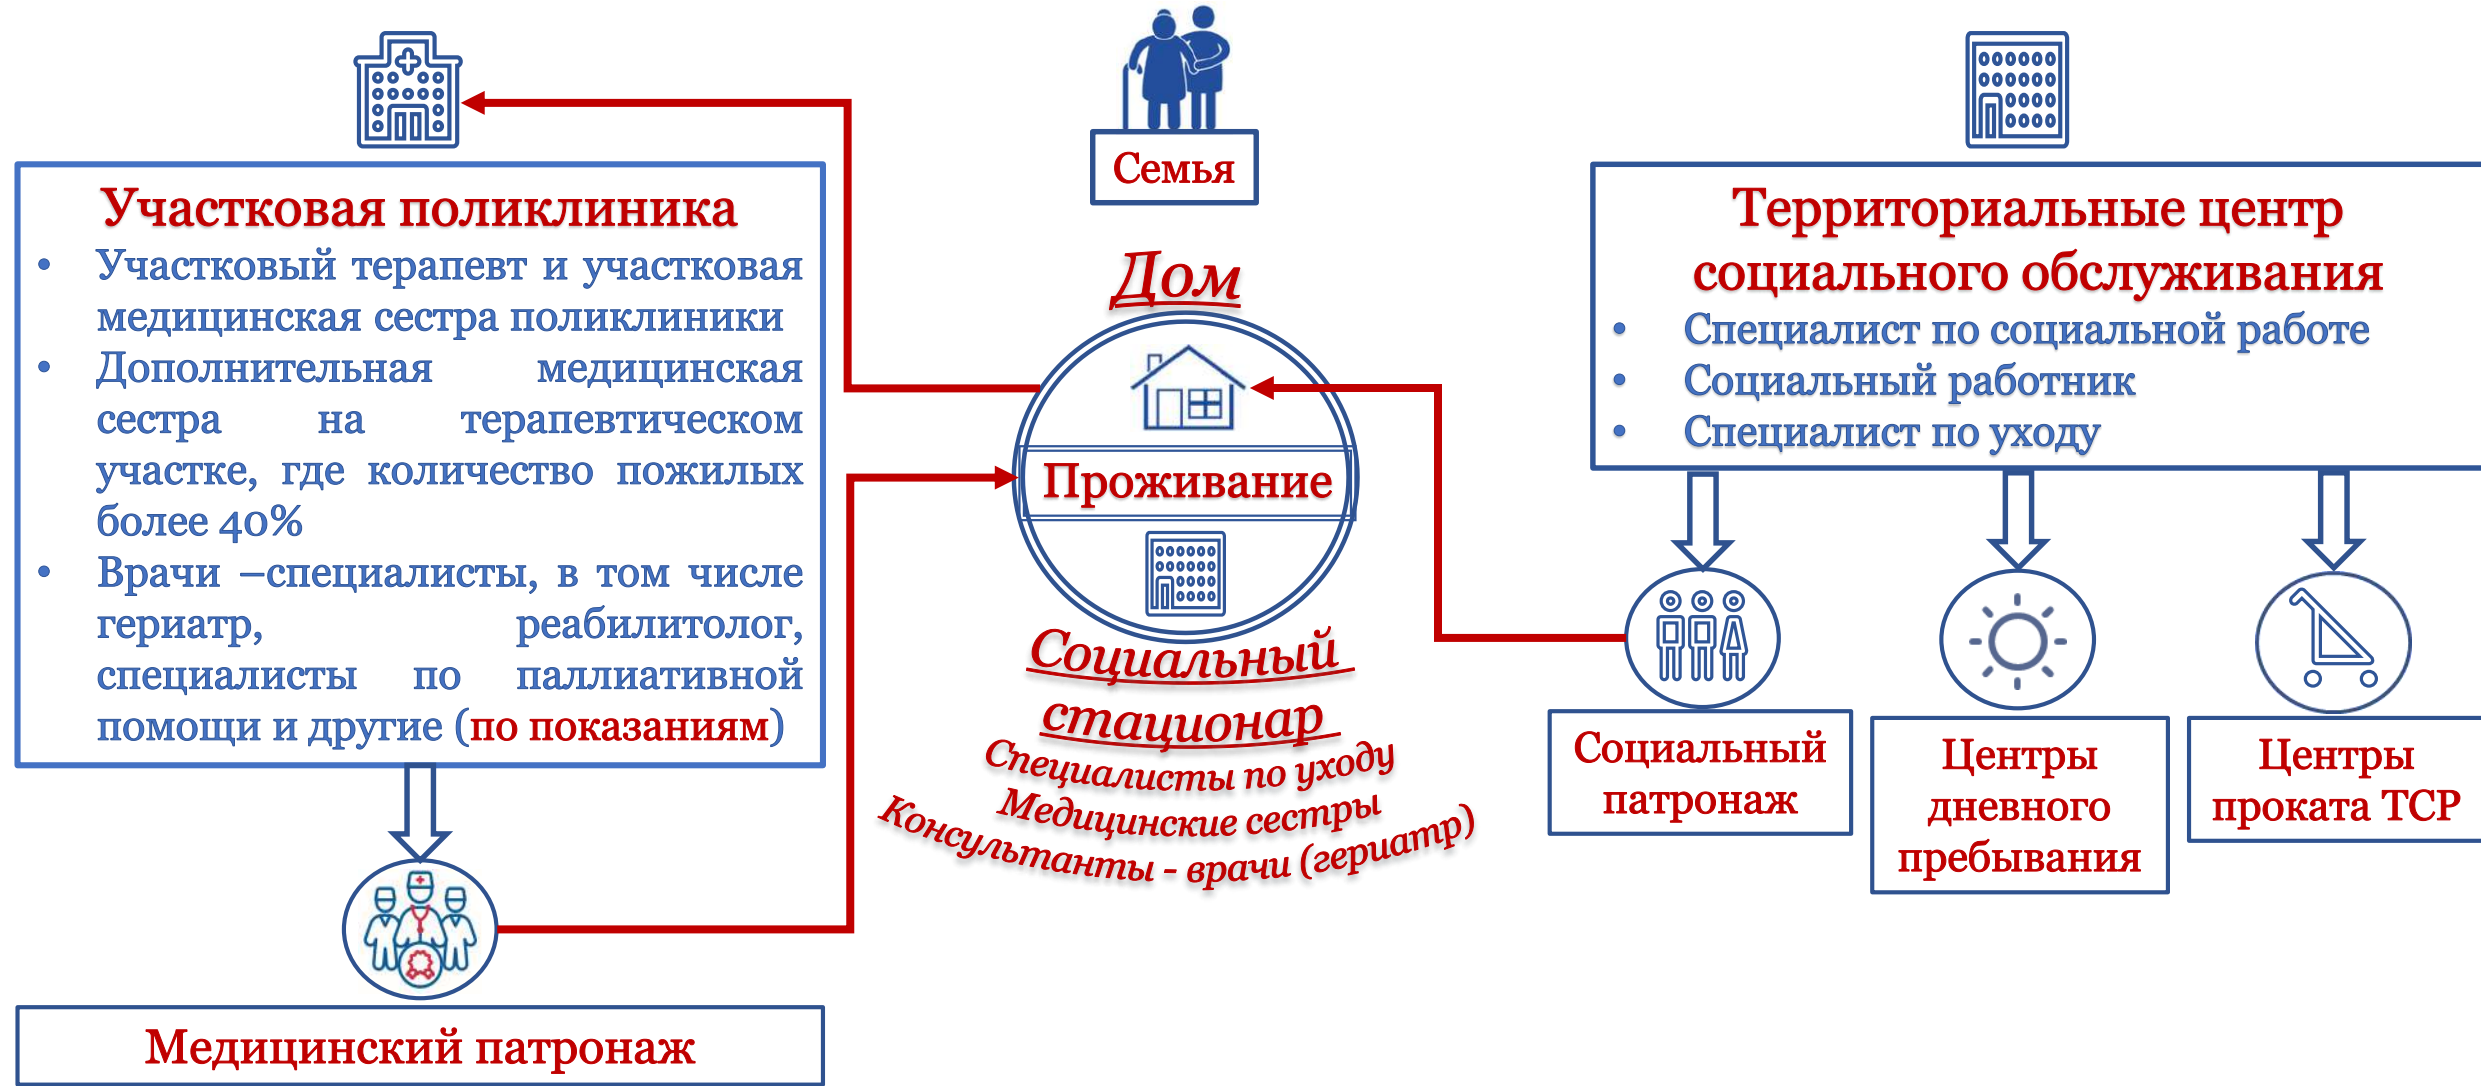 Участковая поликлиника
• Участковый терапевт и участковая
медицинская сестра поликлиники
• Дополнительная медицинская
сестра на терапевтическом
участке, где количество пожилых
более 40%
• Врачи –специалисты, в том числе
гериатр, реабилитолог,
специалисты по паллиативной
помощи и другие (по показаниям)
Медицинский патронаж
Семья
Дом
Проживание
Социальный
стационар
Специалисты по уходу
Медицинские сестры
Консультанты - врачи (гериатр)
Территориальные центр
социального обслуживания
• Специалист по социальной работе
• Социальный работник
• Специалист по уходу
Социальный
патронаж
Центры
дневного
пребывания
Центры
проката ТСР